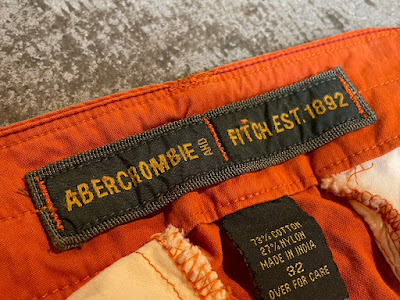 ABERCROMBIE AND FITCH. EST. 1892
73% COTTON
27% NYLON
MADE IN INDIA
32
OVER FOR CARE